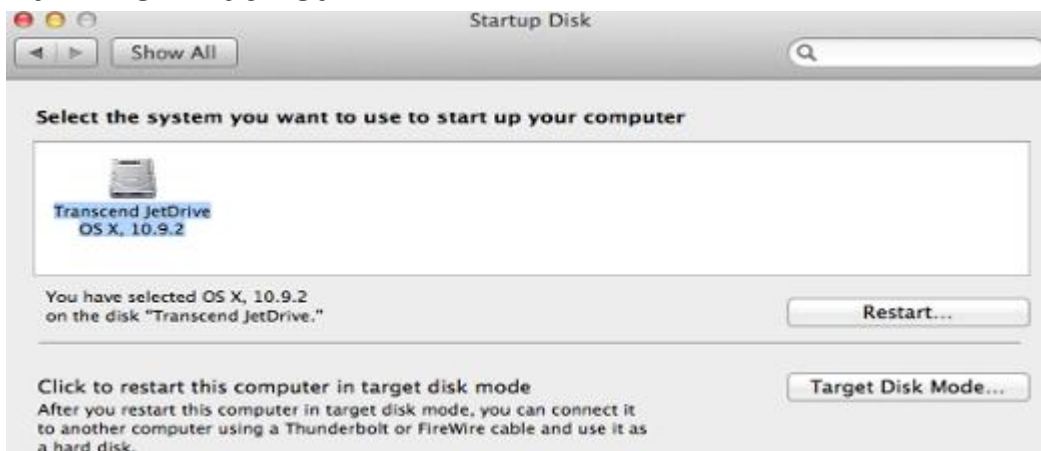 Startup Disk
Show All
Select the system you want to use to start up your computer
Transcend JetDrive
OS X, 10.9.2
You have selected OS X, 10.9.2
on the disk "Transcend JetDrive."
Restart...
Click to restart this computer in target disk mode
Target Disk Mode...
After you restart this computer in target disk mode, you can connect it
to another computer using a Thunderbolt or FireWire cable and use it as
a hard disk.